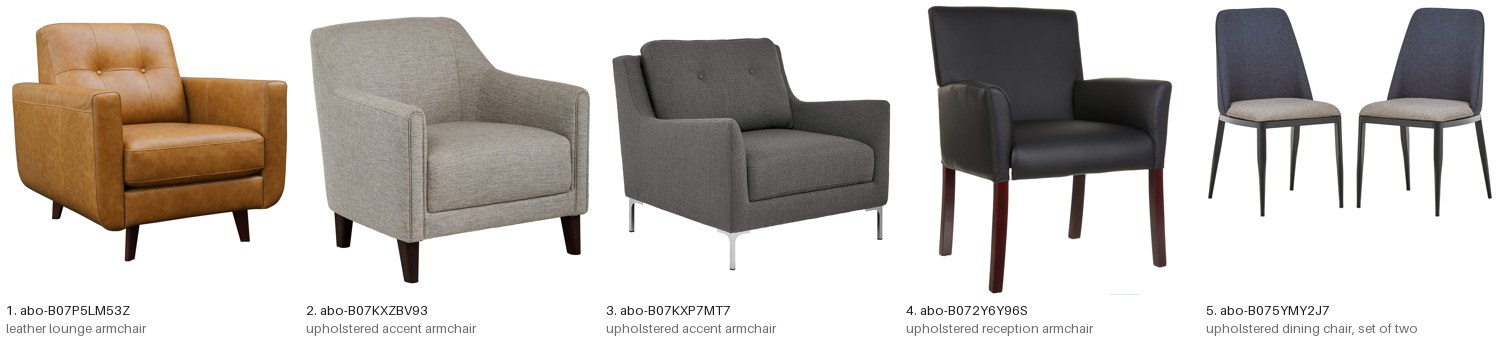 1. abo-B07P5LM53Z
leather lounge armchair
2. abo-B07KXZBV93
upholstered accent armchair
3. abo-B07KXP7MT7
upholstered accent armchair
4. abo-B072Y6Y96S
upholstered reception armchair
5. abo-B075YMY2J7
upholstered dining chair, set of two